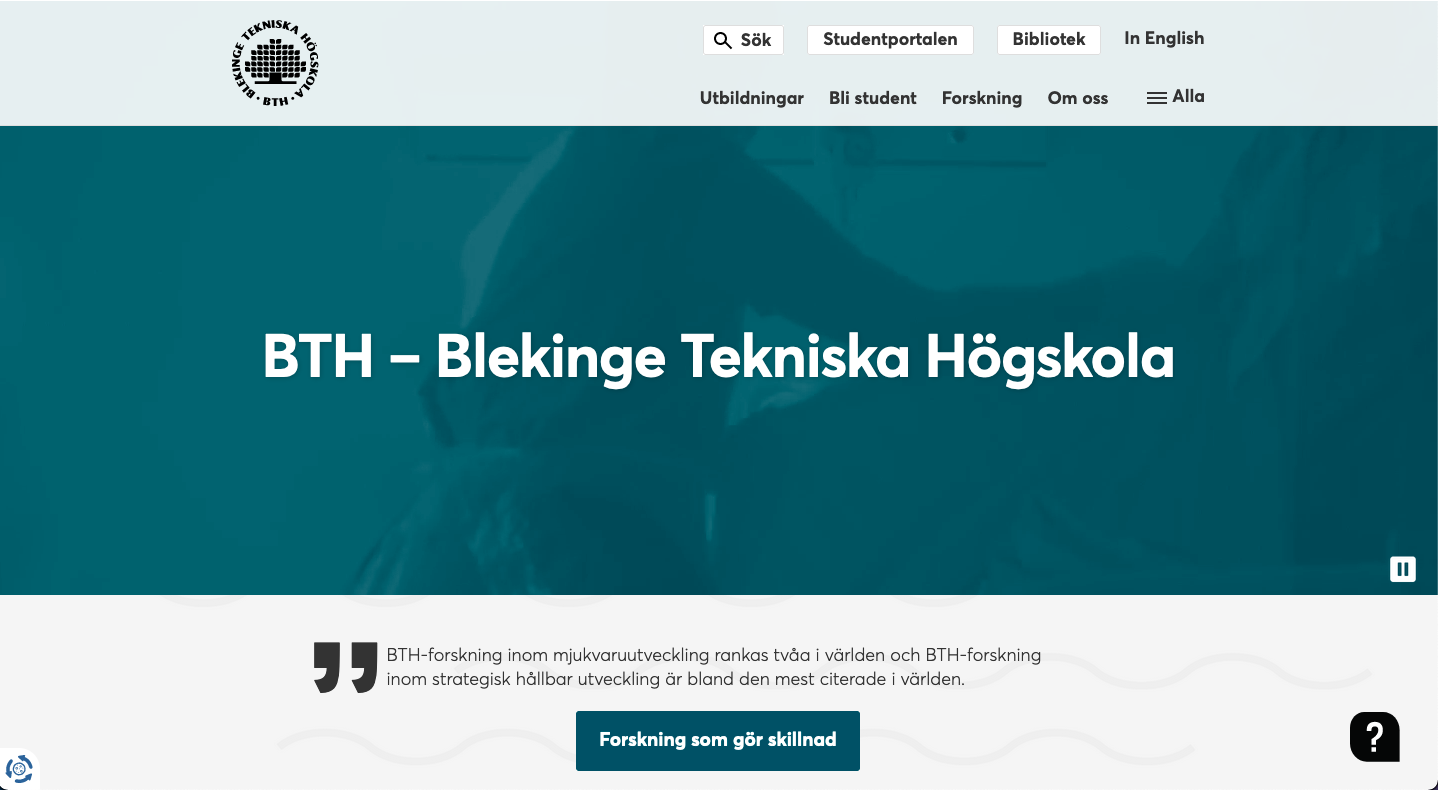 BLEKINGE TEKNISKA HÖGSKOLA · BTH ·
Sök
Studentportalen
Bibliotek
In English
Utbildningar
Bli student
Forskning
Om oss
Alla
BTH – Blekinge Tekniska Högskola
BTH-forskning inom mjukvaruutveckling rankas tvåa i världen och BTH-forskning
inom strategisk hållbar utveckling är bland den mest citerade i världen.
Forskning som gör skillnad
?